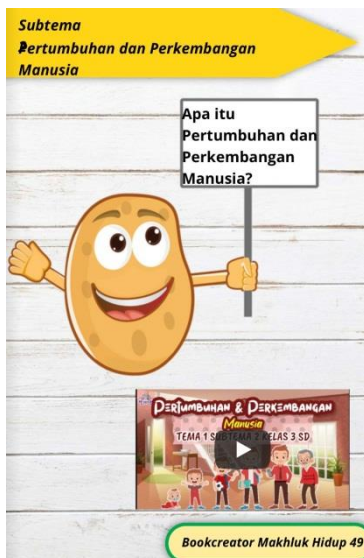 Subtema
2
Pertumbuhan dan Perkembangan
Manusia
Apa itu
Pertumbuhan dan
Perkembangan
Manusia?
PERTUMBUHAN & PERKEMBANGAN
Manusia
TEMA 1 SUBTEMA 2 KELAS 3 SD
Bookcreator Makhluk Hidup 49